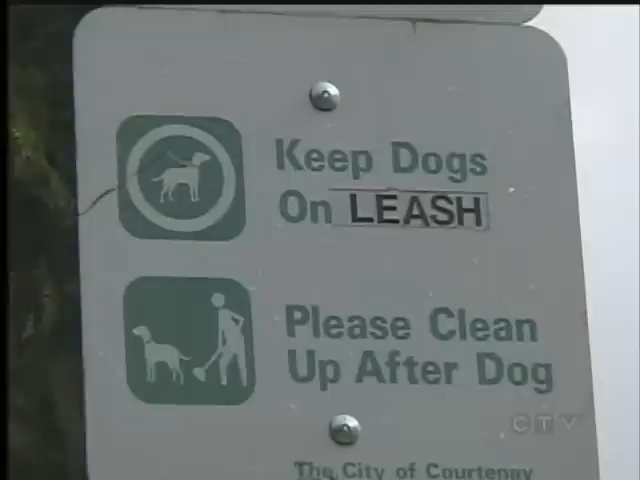 Keep Dogs
On LEASH
Please Clean
Up After Dog
CTV
The City of Courtenay